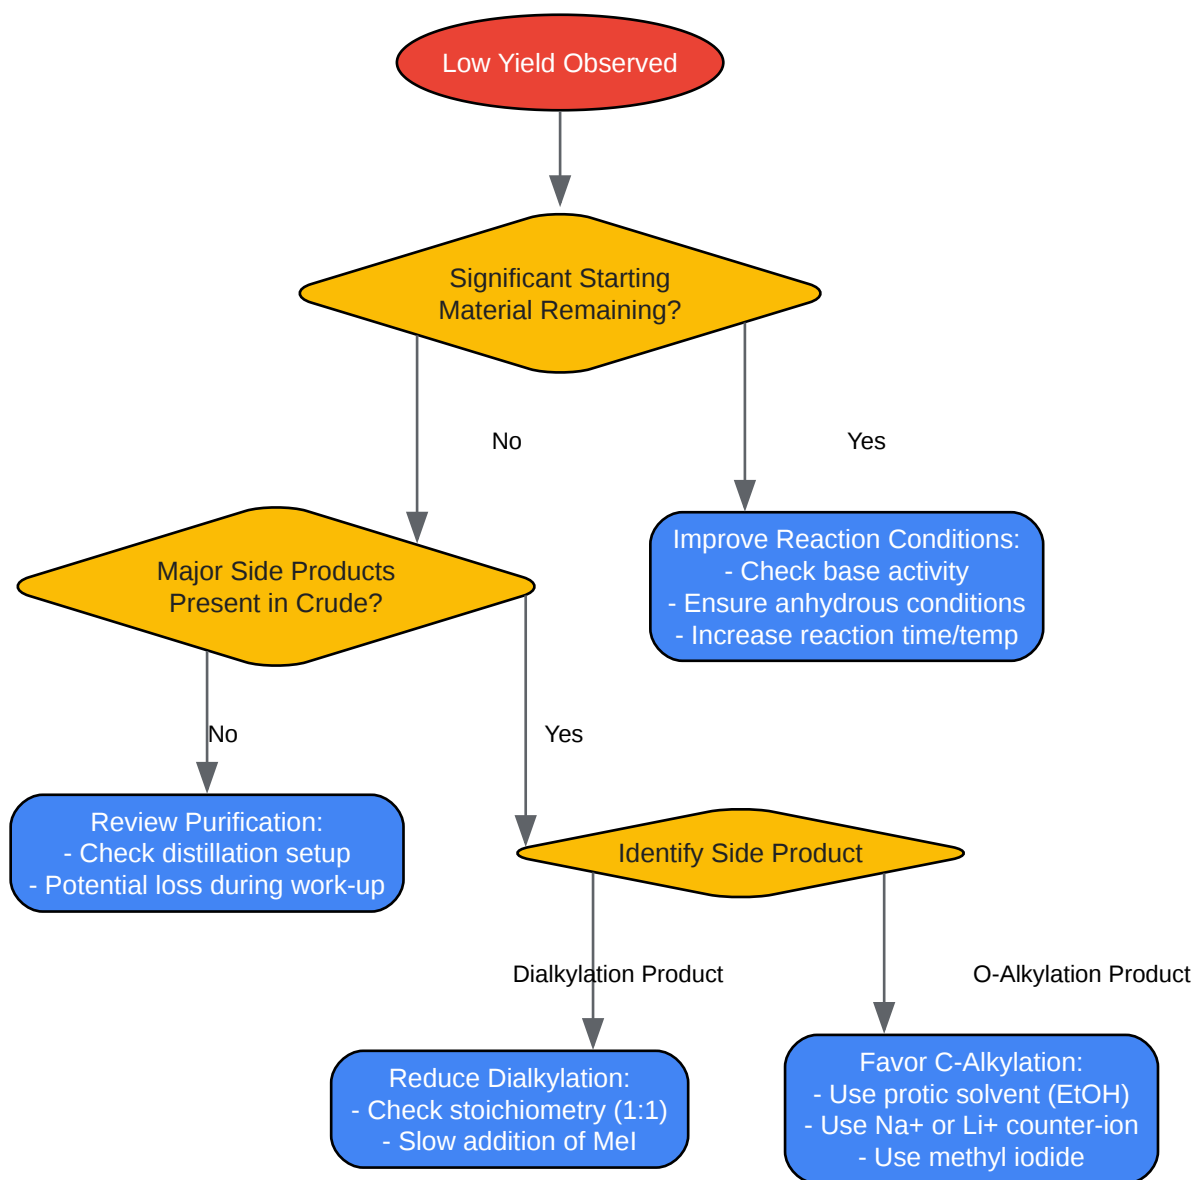 Low Yield Observed
Significant Starting
Material Remaining?
No
Yes
Major Side Products
Present in Crude?
Improve Reaction Conditions:
- Check base activity
- Ensure anhydrous conditions
- Increase reaction time/temp
No
Yes
Review Purification:
- Check distillation setup
- Potential loss during work-up
Identify Side Product
Dialkylation Product
O-Alkylation Product
Reduce Dialkylation:
- Check stoichiometry (1:1)
- Slow addition of MeI
Favor C-Alkylation:
- Use protic solvent (EtOH)
- Use Na+ or Li+ counter-ion
- Use methyl iodide